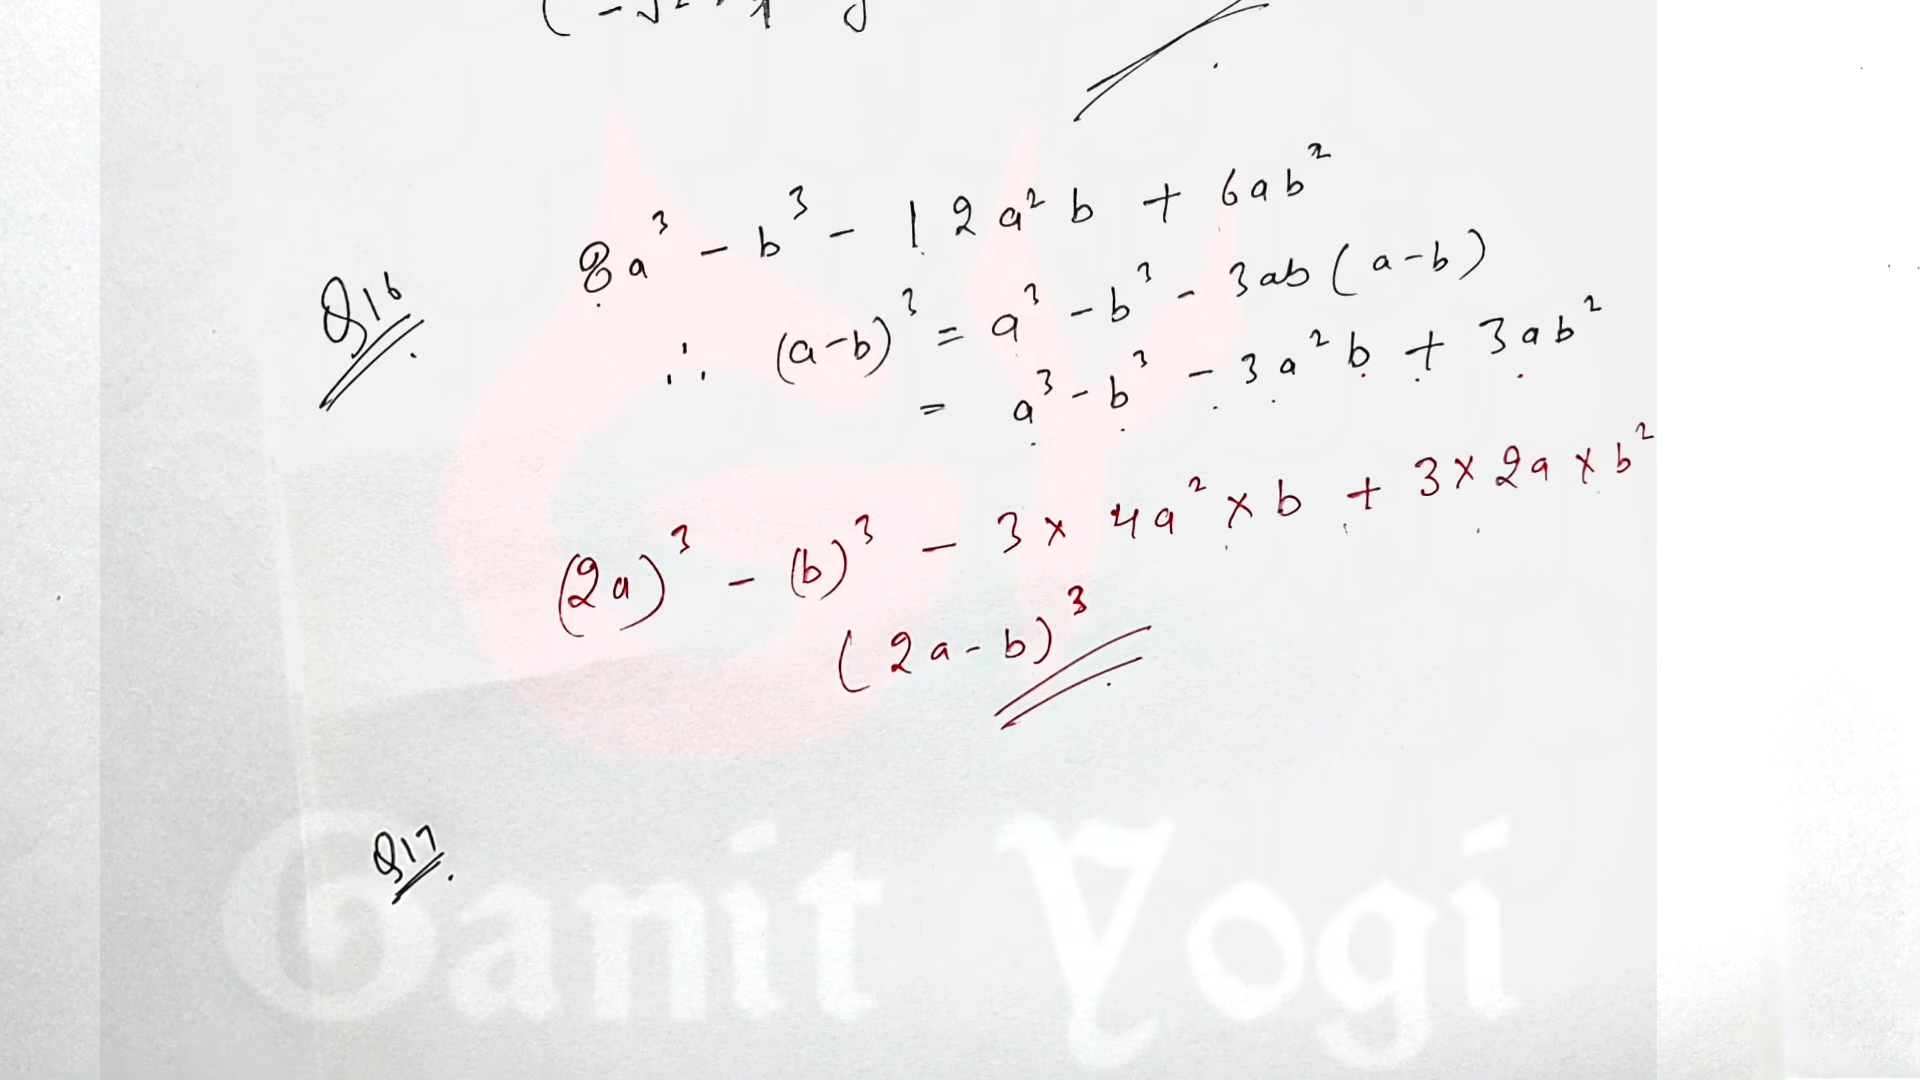 Q16
8a³ - b³ - 12a²b + 6ab²
∴ (a-b)³ = a³ - b³ - 3ab(a-b)
= a³ - b³ - 3a²b + 3ab²
(2a)³ - (b)³ - 3 × 4a² × b + 3 × 2a × b²
(2a-b)³
Q17.
Ganit Yogi